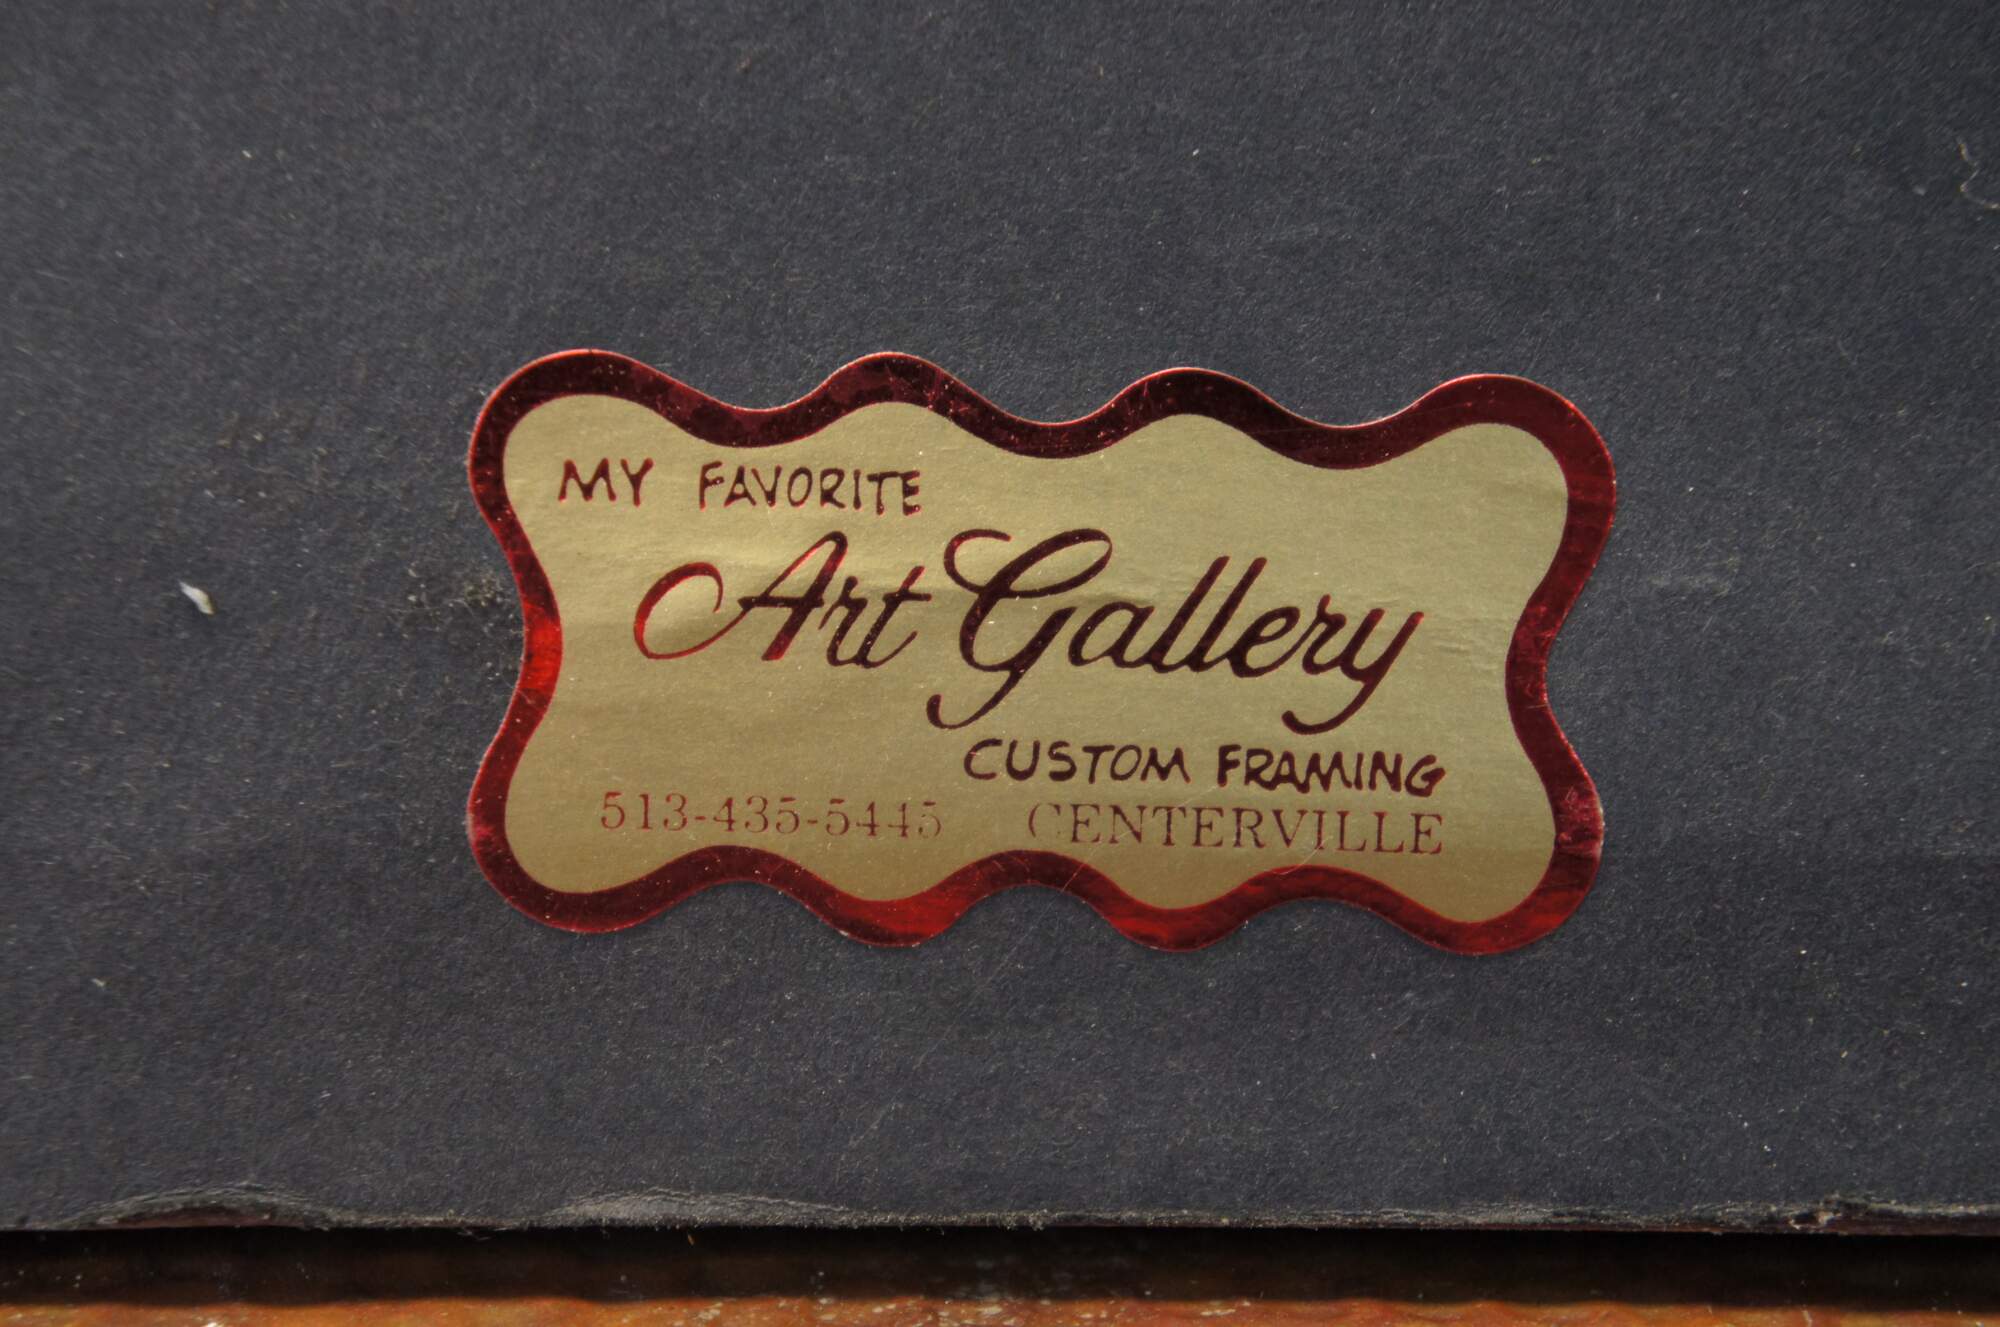 MY FAVORITE
Art Gallery
CUSTOM FRAMING
513-435-5445 CENTERVILLE